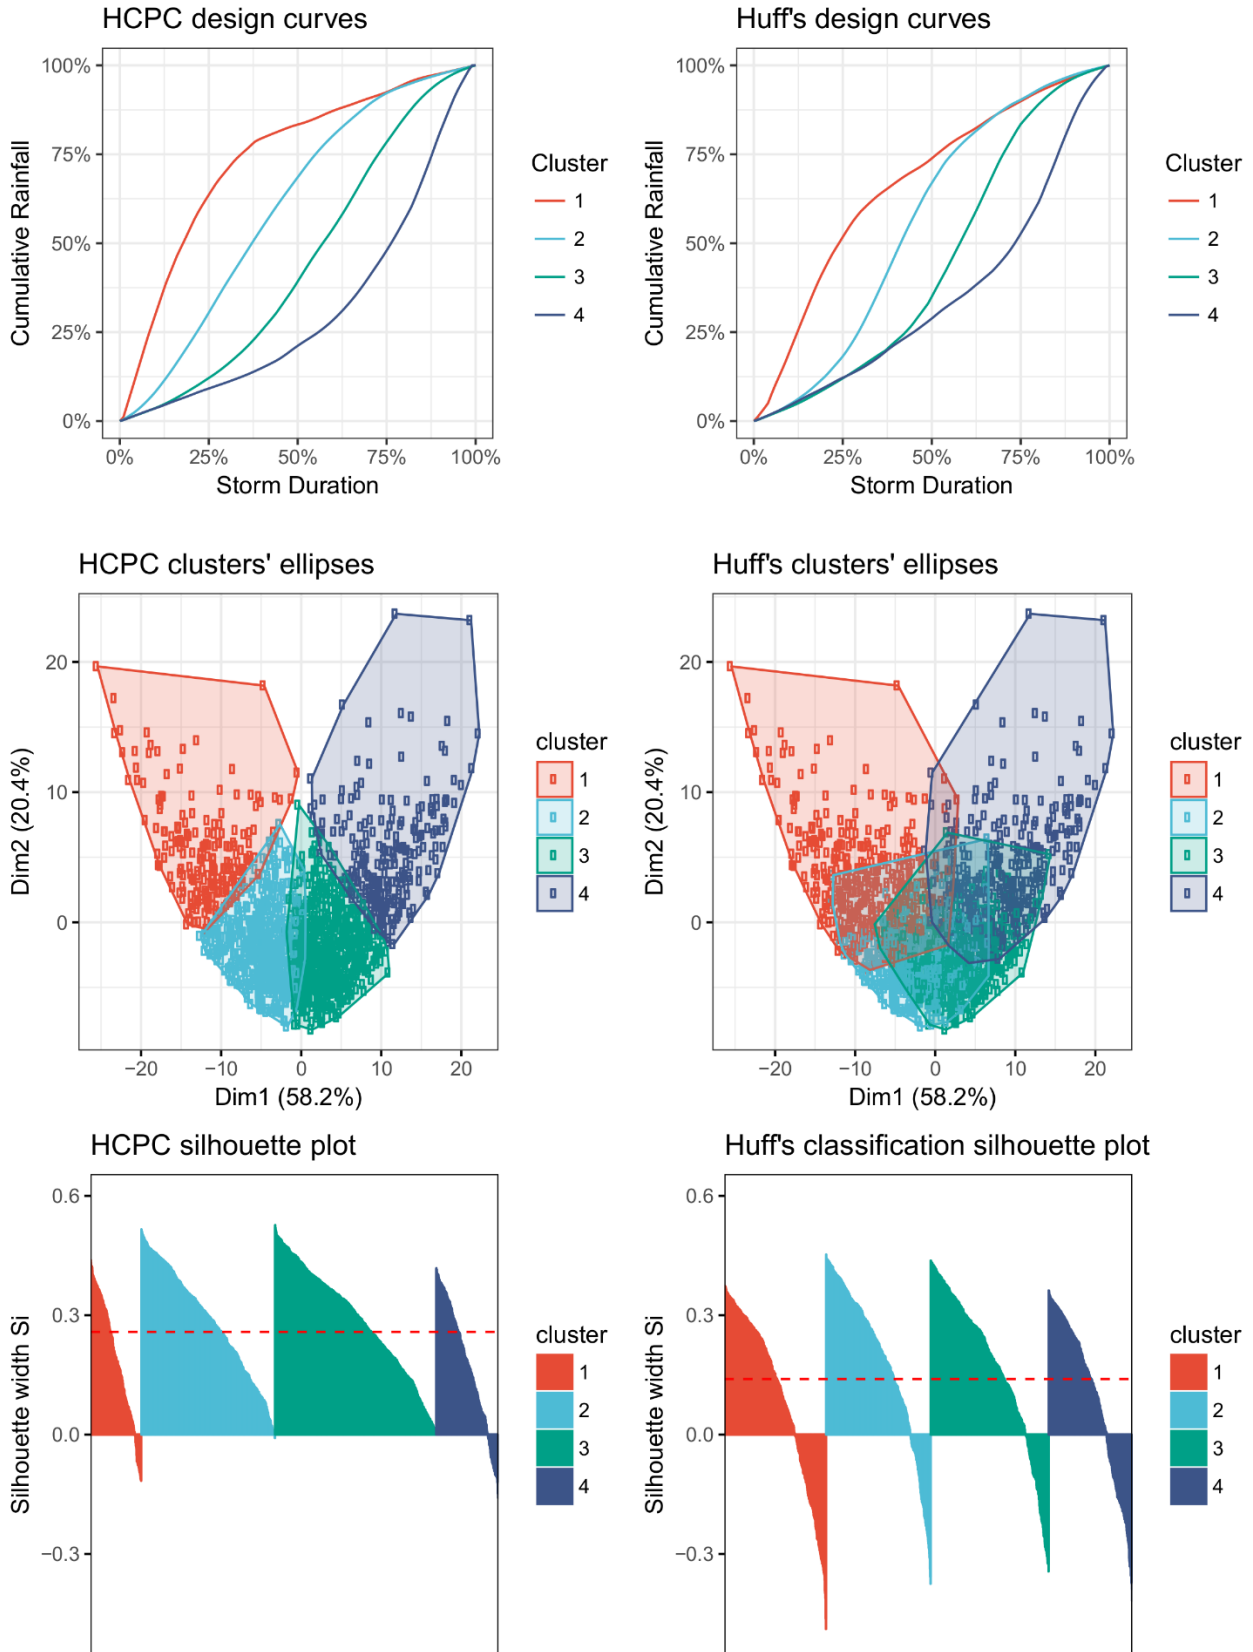 HCPC design curves
Cumulative Rainfall
100%
75%
50%
25%
0%
0% 25% 50% 75% 100%
Storm Duration
Cluster
1
2
3
4
Huff's design curves
Cumulative Rainfall
100%
75%
50%
25%
0%
0% 25% 50% 75% 100%
Storm Duration
Cluster
1
2
3
4
HCPC clusters' ellipses
Dim2 (20.4%)
20
10
0
−20 −10 0 10 20
Dim1 (58.2%)
cluster
1
2
3
4
Huff's clusters' ellipses
Dim2 (20.4%)
20
10
0
−20 −10 0 10 20
Dim1 (58.2%)
cluster
1
2
3
4
HCPC silhouette plot
Silhouette width Si
0.6
0.3
0.0
−0.3
cluster
1
2
3
4
Huff's classification silhouette plot
Silhouette width Si
0.6
0.3
0.0
−0.3
cluster
1
2
3
4